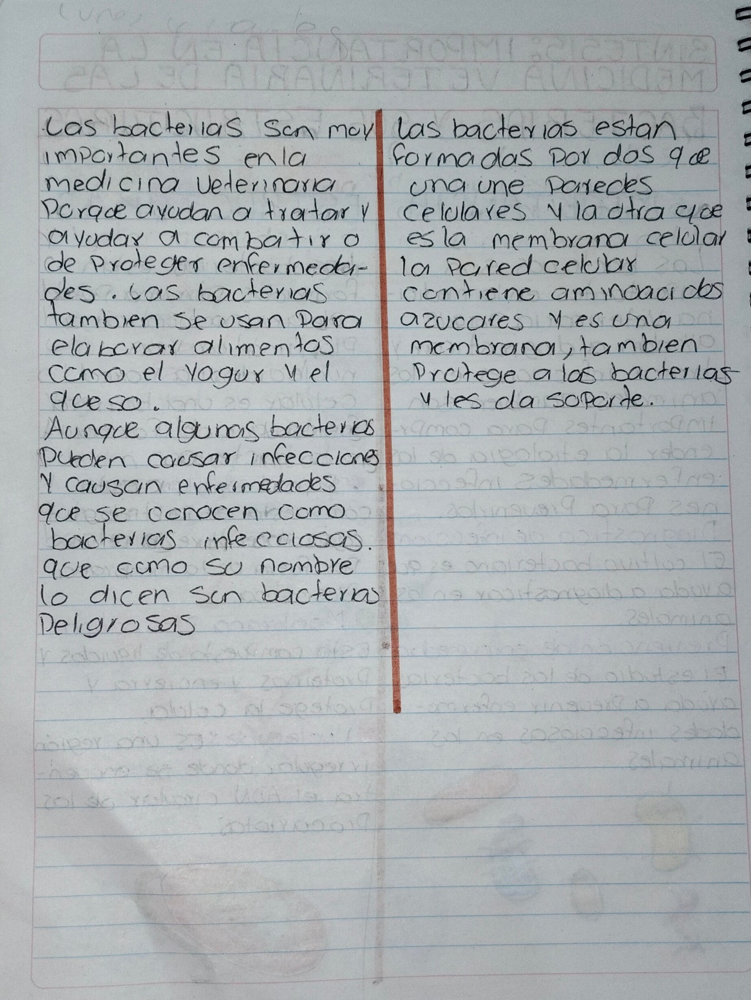 Las bacterias son muy
importantes en la
medicina veterinaria
Porque ayudan a tratar y
ayudar a combatir o
de Proteger enfermeda-
des. Las bacterias
tambien se usan Para
elaborar alimentos
como el yogur y el
queso.
Aunque algunas bacterias
Pueden causar infecciones
Y causan enfermedades
que se conocen como
bacterias infecciosas.
que como su nombre
lo dicen son bacterias
Peligrosas
Las bacterias estan
formadas Por dos que
una une Paredes
celulares y la otra que
es la membrana celular
la Pared celular
contiene aminoacidos
azucares y es una
membrana, tambien
Protege a las bacterias
y les da soporte.